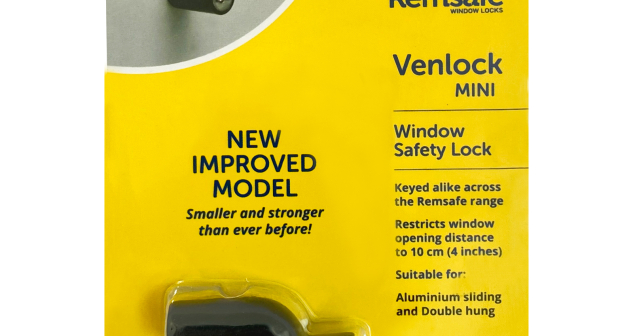 Remsafe
WINDOW LOCKS
Venlock
MINI
Window
Safety Lock
NEW
IMPROVED
MODEL
Smaller and stronger
than ever before!
Keyed alike across
the Remsafe range
Restricts window
opening distance
to 10 cm (4 inches)
Suitable for:
Aluminium sliding
and Double hung